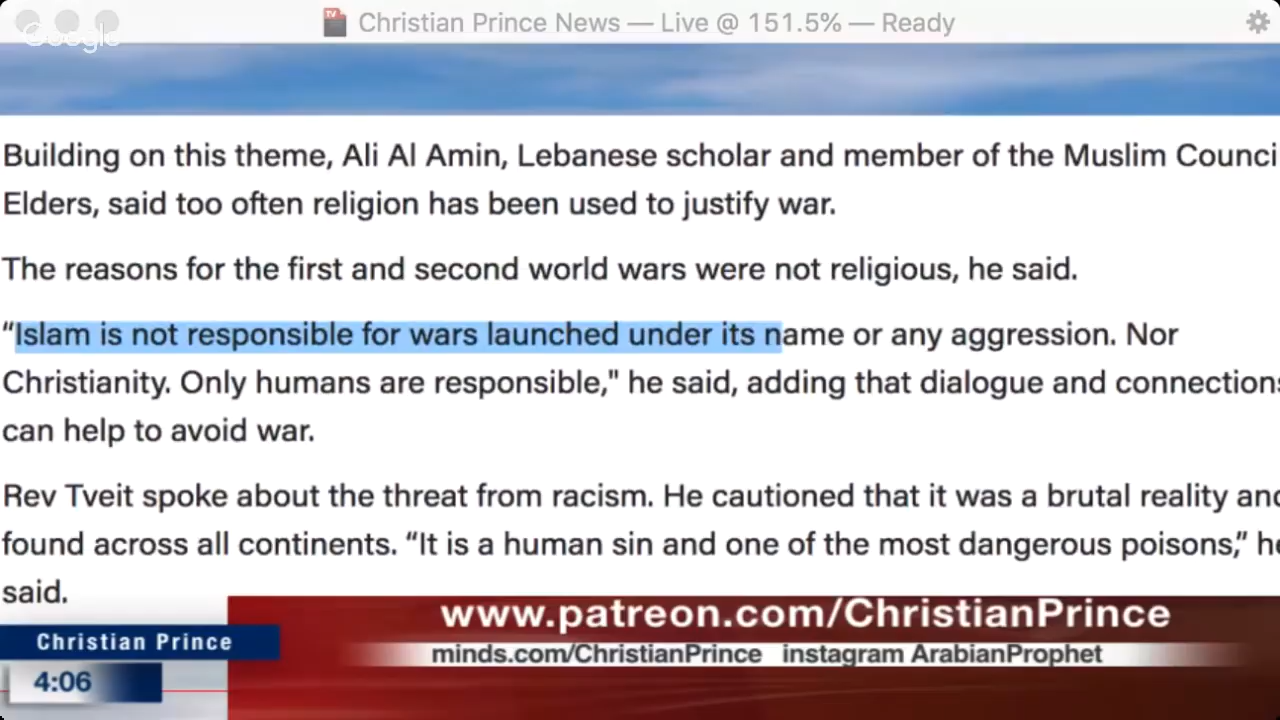 Christian Prince News — Live @ 151.5% — Ready
Google
Building on this theme, Ali Al Amin, Lebanese scholar and member of the Muslim Counci
Elders, said too often religion has been used to justify war.
The reasons for the first and second world wars were not religious, he said.
“Islam is not responsible for wars launched under its name or any aggression. Nor
Christianity. Only humans are responsible," he said, adding that dialogue and connections
can help to avoid war.
Rev Tveit spoke about the threat from racism. He cautioned that it was a brutal reality and
found across all continents. “It is a human sin and one of the most dangerous poisons,” he
said.
www.patreon.com/ChristianPrince
Christian Prince
minds.com/ChristianPrince instagram ArabianProphet
4:06